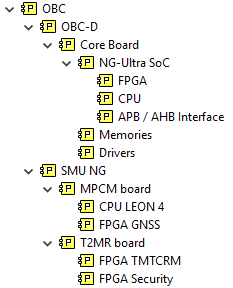 OBC
OBC-D
Core Board
NG-Ultra SoC
FPGA
CPU
APB / AHB Interface
Memories
Drivers
SMU NG
MPCM board
CPU LEON 4
FPGA GNSS
T2MR board
FPGA TMTCRM
FPGA Security